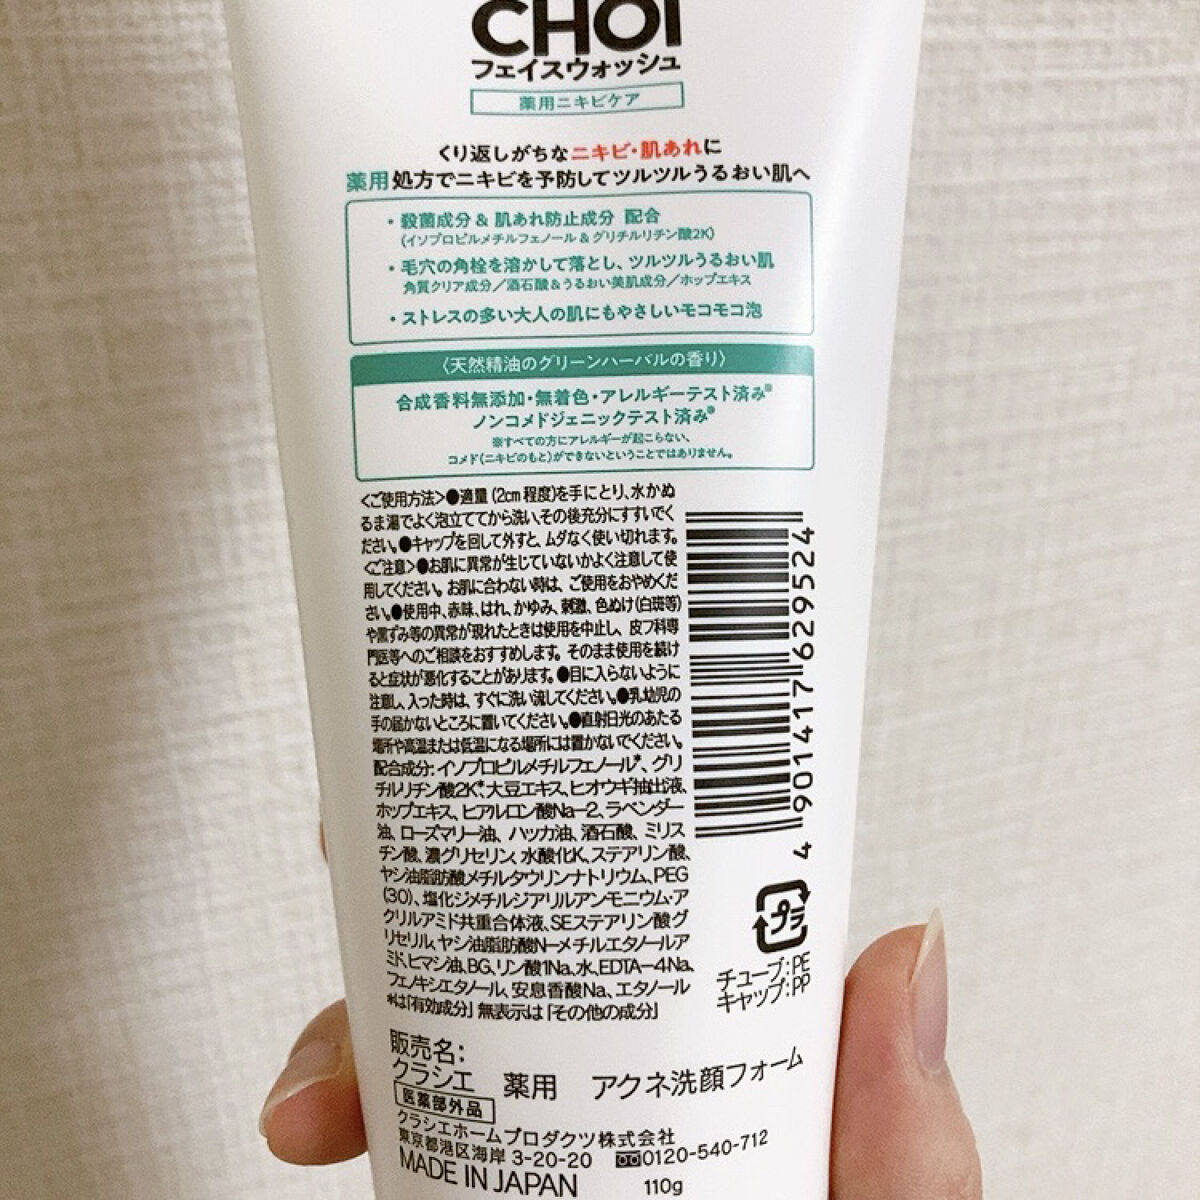 CHOI
フェイスウォッシュ
薬用ニキビケア
くり返しがちなニキビ・肌あれに
薬用処方でニキビを予防してツルツルうるおい肌へ
・殺菌成分 & 肌あれ防止成分 配合
(イソプロピルメチルフェノール & グリチルリチン酸2K)
・毛穴の角栓を溶かして落とし、ツルツルうるおい肌
角質クリア成分／酒石酸&うるおい美肌成分／ホップエキス
・ストレスの多い大人の肌にもやさしいモコモコ泡
〈天然精油のグリーンハーバルの香り〉
合成香料無添加・無着色・アレルギーテスト済み※
ノンコメドジェニックテスト済み※
※すべての方にアレルギーが起こらない、
コメド(ニキビのもと)ができないということではありません。
<ご使用方法>●適量(2cm程度)を手にとり、水かぬ
るま湯でよく泡立ててから洗い、その後充分にすすいでく
ださい。●キャップを回して外すと、ムダなく使い切れます。
<ご注意>●お肌に異常が生じていないかよく注意して使
用してください。お肌に合わない時は、ご使用をおやめくだ
さい。●使用中、赤味、はれ、かゆみ、刺激、色ぬけ(白斑等)
や黒ずみ等の異常が現れたときは使用を中止し、皮フ科専
門医等へのご相談をおすすめします。そのまま使用を続け
ると症状が悪化することがあります。●目に入らないように
注意し、入った時は、すぐに洗い流してください。●乳幼児の
手の届かないところに置いてください。●直射日光のあたる
場所や高温または低温になる場所には置かないでください。
配合成分:イソプロピルメチルフェノール*、グリ
チルリチン酸2K*、大豆エキス、ヒオウギ抽出液、
ホップエキス、ヒアルロン酸Na-2、ラベンダー
油、ローズマリー油、ハッカ油、酒石酸、ミリス
チン酸、濃グリセリン、水酸化K、ステアリン酸、
ヤシ油脂肪酸メチルタウリンナトリウム、PEG
(30)、塩化ジメチルジアリルアンモニウム・ア
クリルアミド共重合体液、SEステアリン酸グ
リセリル、ヤシ油脂肪酸N-メチルエタノールア
ミド、ヒマシ油、BG、リン酸1Na、水、EDTA-4Na、
フェノキシエタノール、安息香酸Na、エタノール
*は「有効成分」無表示は「その他の成分」
4 901417 629524
プラ
チューブ:PE
キャップ:PP
販売名:
クラシエ 薬用 アクネ洗顔フォーム
医薬部外品
クラシエホームプロダクツ株式会社
東京都港区海岸 3-20-20 0120-540-712
MADE IN JAPAN 110g